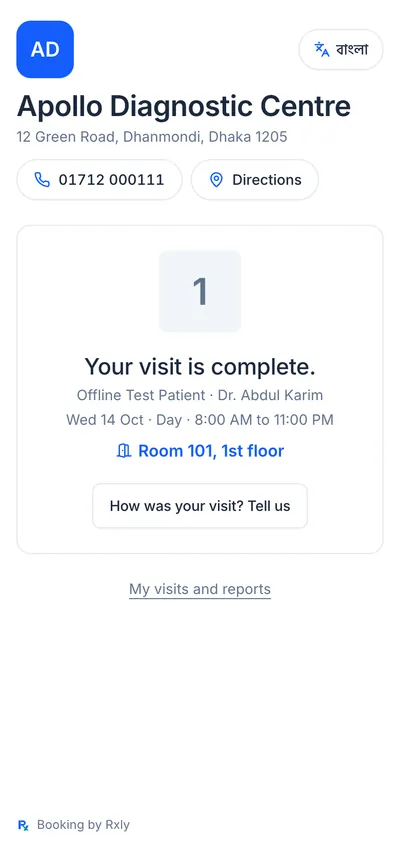 AD
বাংলা
Apollo Diagnostic Centre
12 Green Road, Dhanmondi, Dhaka 1205
01712 000111
Directions
1
Your visit is complete.
Offline Test Patient · Dr. Abdul Karim
Wed 14 Oct · Day · 8:00 AM to 11:00 PM
Room 101, 1st floor
How was your visit? Tell us
My visits and reports
Booking by Rxly